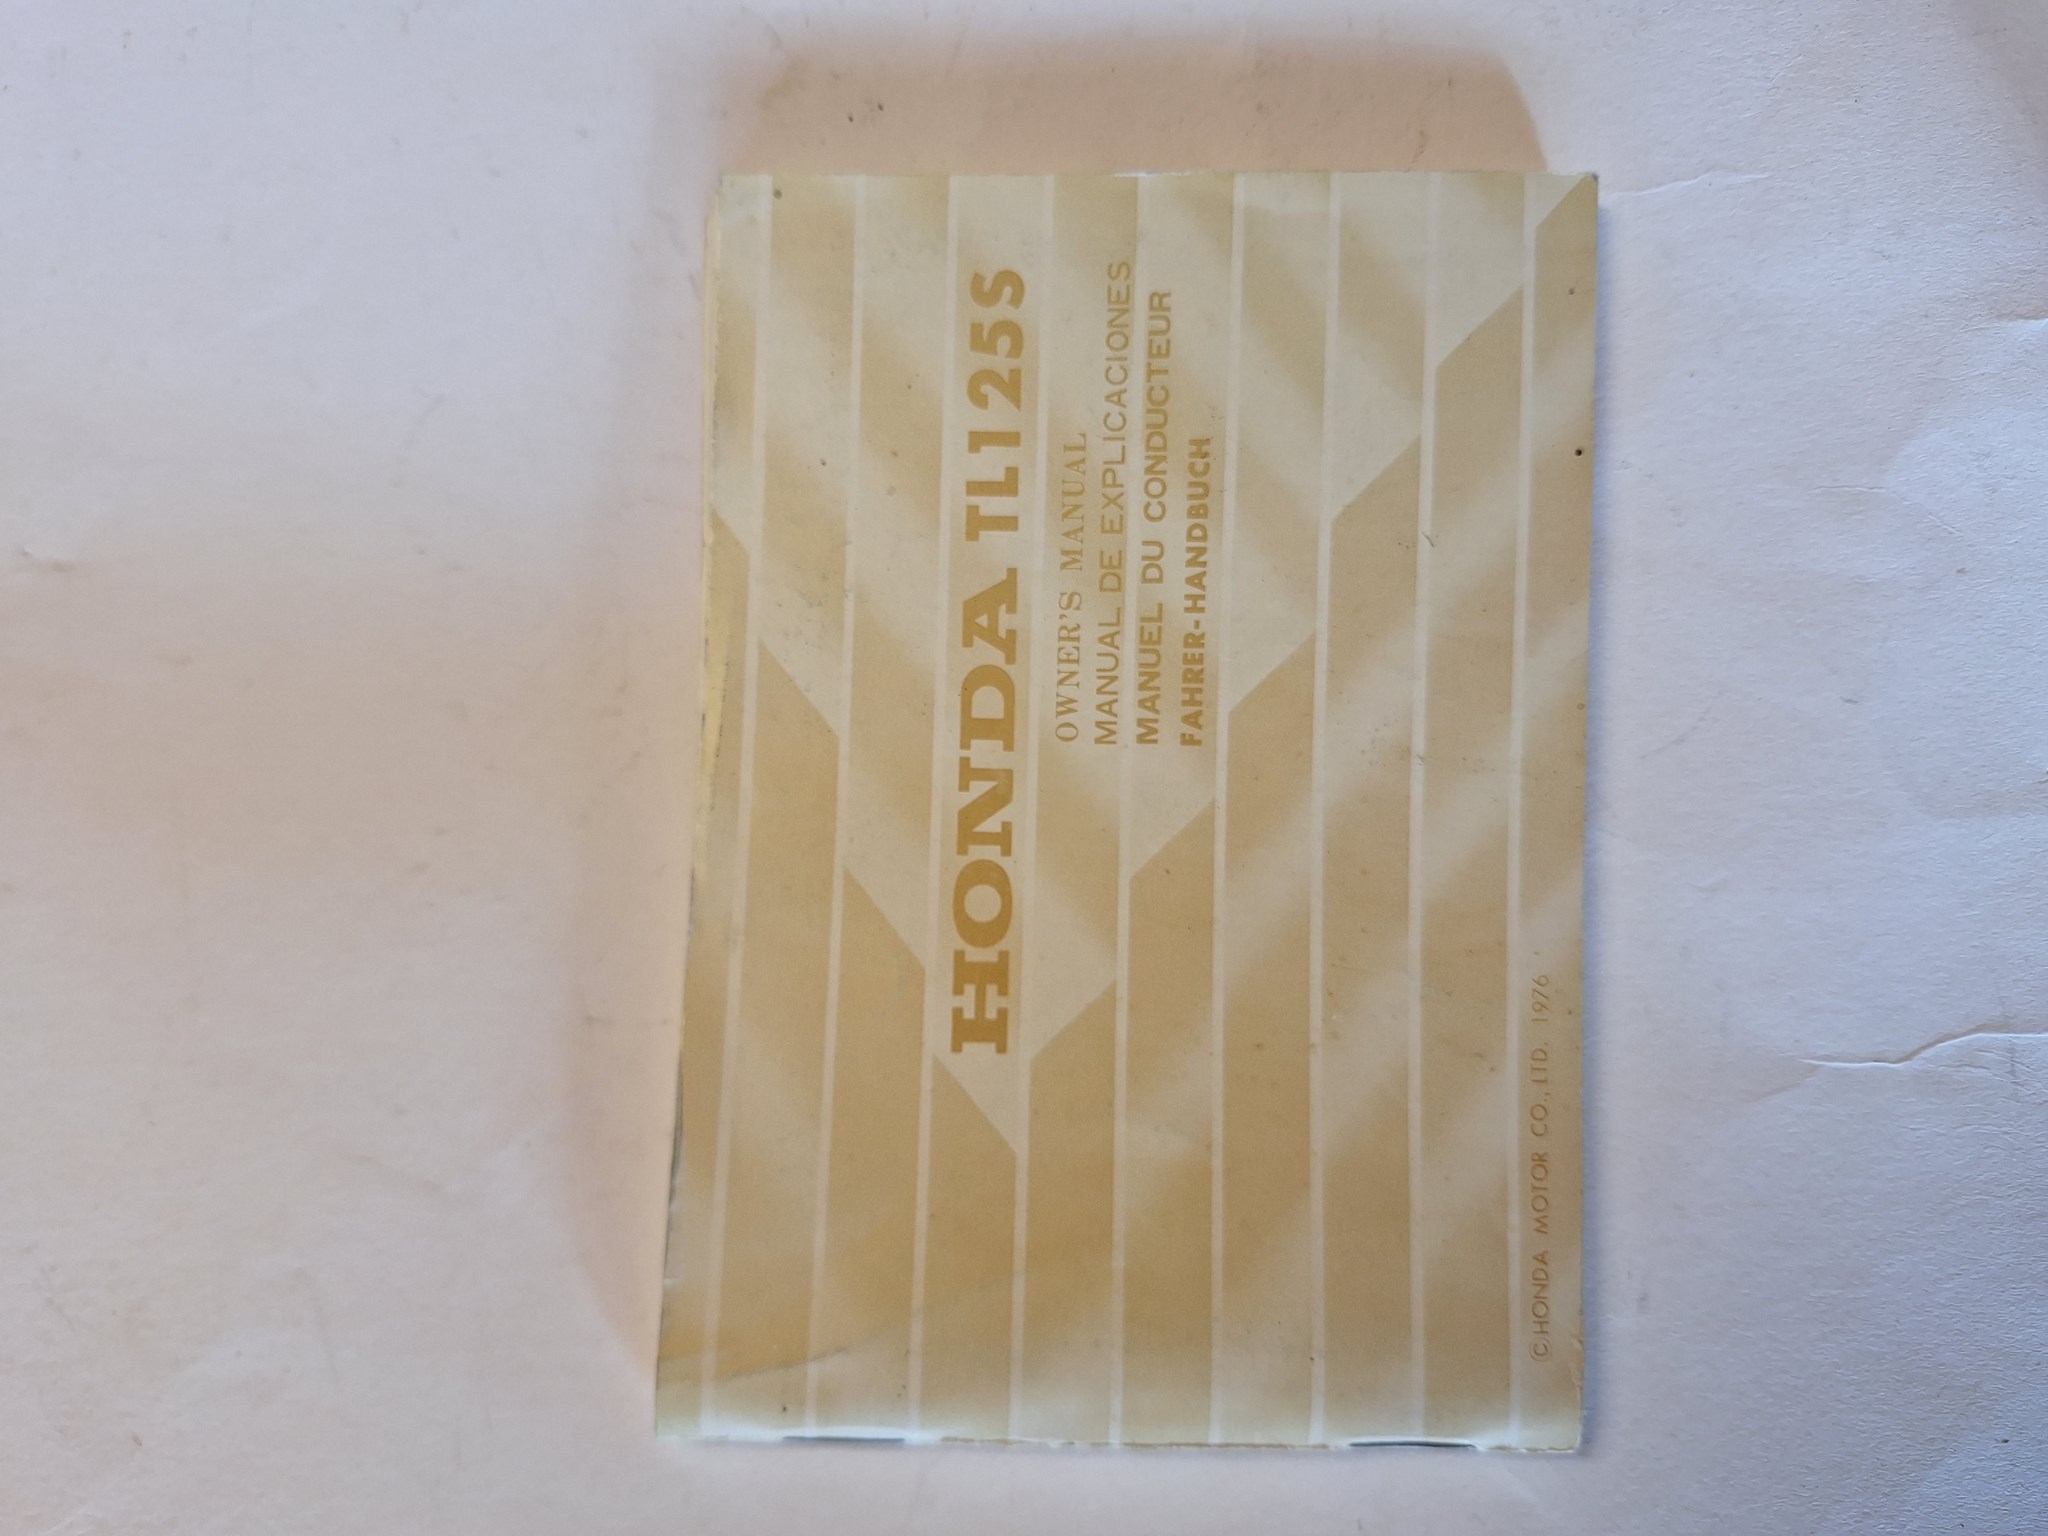 HONDA TL125S
OWNER'S MANUAL
MANUAL DE EXPLICACIONES
MANUEL DU CONDUCTEUR
FAHRER-HANDBUCH
©HONDA MOTOR CO., LTD. 1976